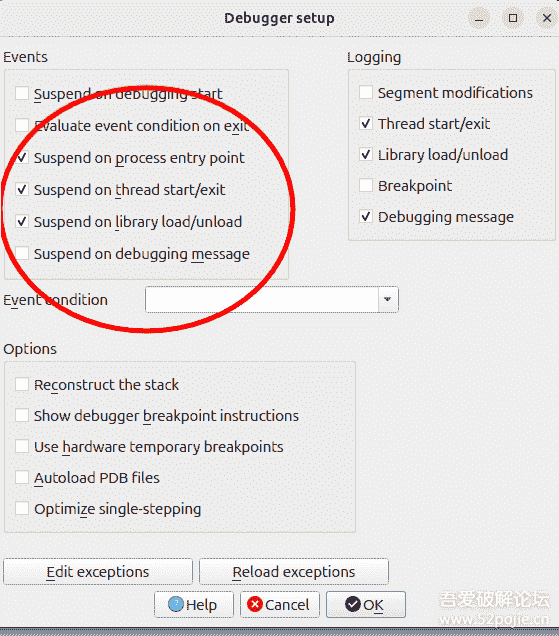 Debugger setup
Events
Suspend on debugging start
Evaluate event condition on exit
Suspend on process entry point
Suspend on thread start/exit
Suspend on library load/unload
Suspend on debugging message
Event condition
Logging
Segment modifications
Thread start/exit
Library load/unload
Breakpoint
Debugging message
Options
Reconstruct the stack
Show debugger breakpoint instructions
Use hardware temporary breakpoints
Autoload PDB files
Optimize single-stepping
Edit exceptions
Reload exceptions
Help
Cancel
OK
吾爱破解论坛
www.52pojie.cn